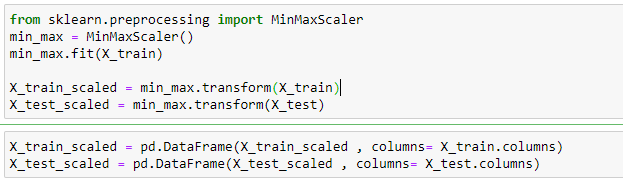 from sklearn.preprocessing import MinMaxScaler
min_max = MinMaxScaler()
min_max.fit(X_train)
X_train_scaled = min_max.transform(X_train)
X_test_scaled = min_max.transform(X_test)
X_train_scaled = pd.DataFrame(X_train_scaled , columns= X_train.columns)
X_test_scaled = pd.DataFrame(X_test_scaled , columns= X_test.columns)